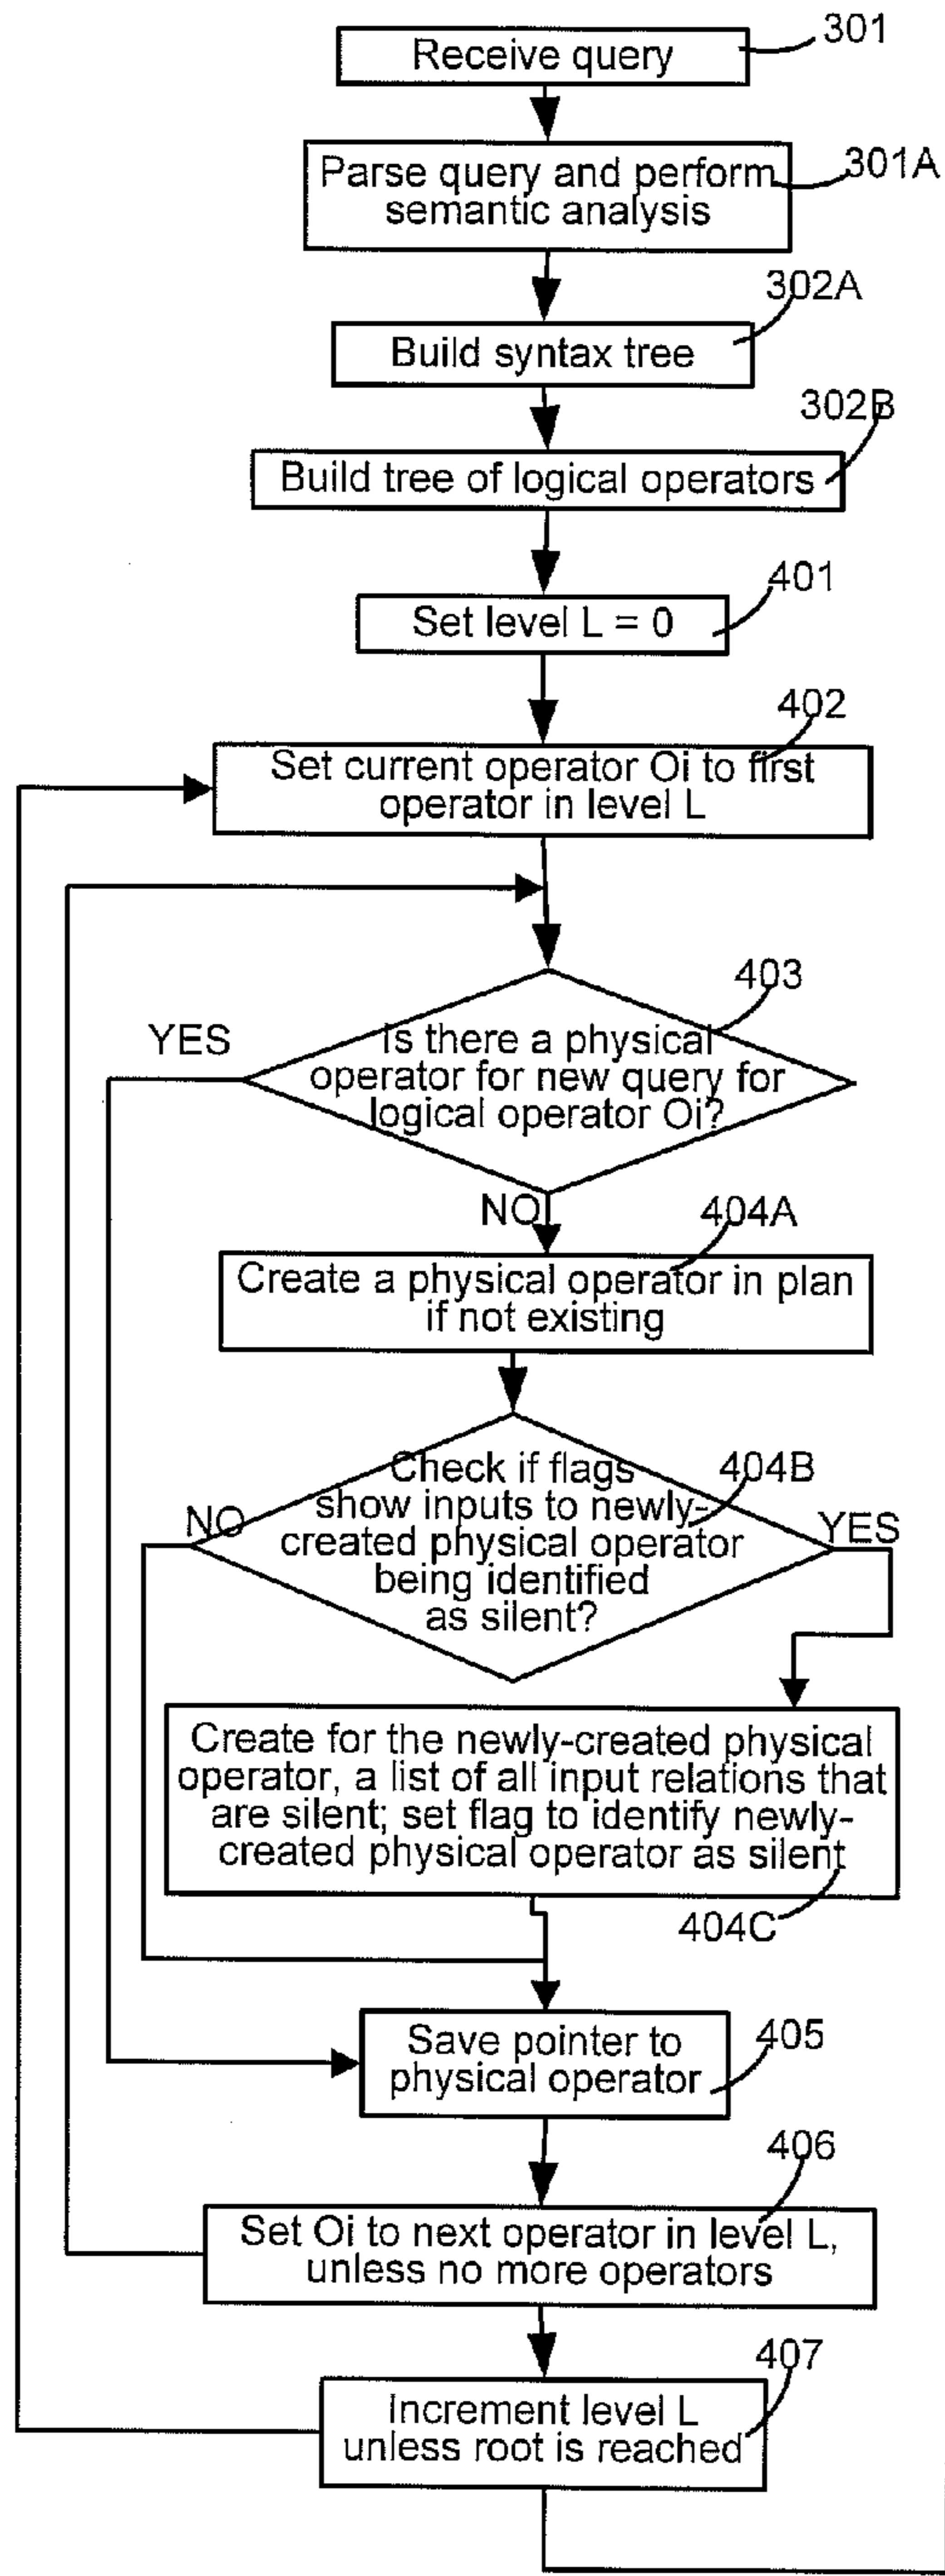 301
Receive query
301A
Parse query and perform
semantic analysis
302A
Build syntax tree
302B
Build tree of logical operators
401
Set level L = 0
402
Set current operator Oi to first
operator in level L
403
YES
Is there a physical
operator for new query for
logical operator Oi?
NO
404A
Create a physical operator in plan
if not existing
404B
Check if flags
show inputs to newly-
created physical operator
being identified
as silent?
NO
YES
Create for the newly-created physical
operator, a list of all input relations that
are silent; set flag to identify newly-
created physical operator as silent
404C
Save pointer to
physical operator
405
406
Set Oi to next operator in level L,
unless no more operators
407
Increment level L
unless root is reached